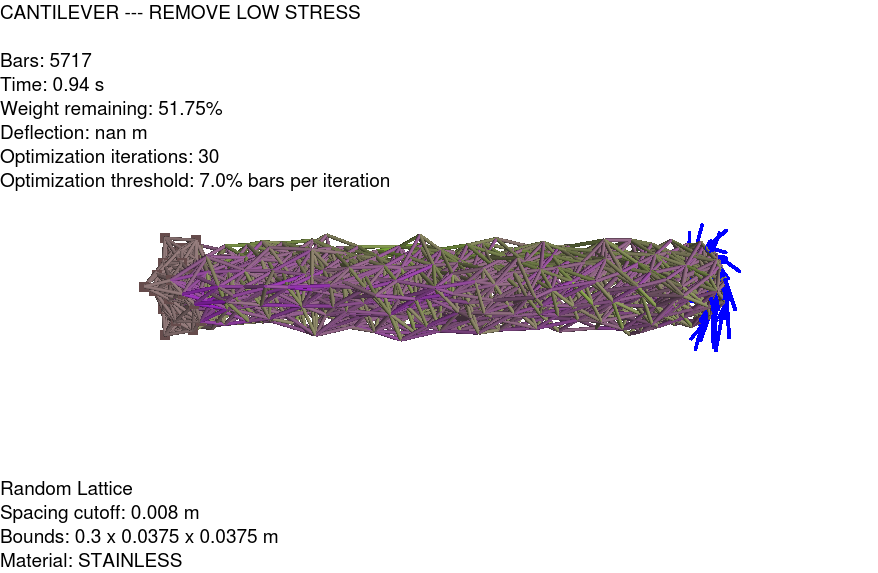 CANTILEVER --- REMOVE LOW STRESS
Bars: 5717
Time: 0.94 s
Weight remaining: 51.75%
Deflection: nan m
Optimization iterations: 30
Optimization threshold: 7.0% bars per iteration
Random Lattice
Spacing cutoff: 0.008 m
Bounds: 0.3 x 0.0375 x 0.0375 m
Material: STAINLESS